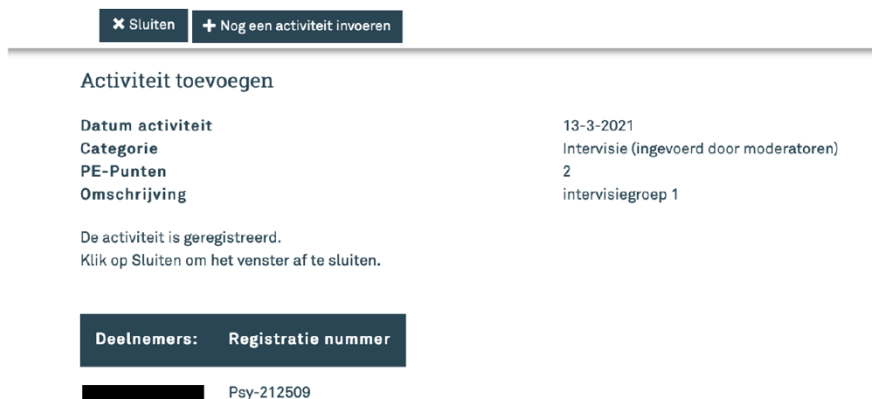 ✖ Sluiten ✚ Nog een activiteit invoeren
Activiteit toevoegen
Datum activiteit 13-3-2021
Categorie Intervisie (ingevoerd door moderatoren)
PE-Punten 2
Omschrijving intervisiegroep 1
De activiteit is geregistreerd.
Klik op Sluiten om het venster af te sluiten.
Deelnemers: Registratie nummer
Psy-212509